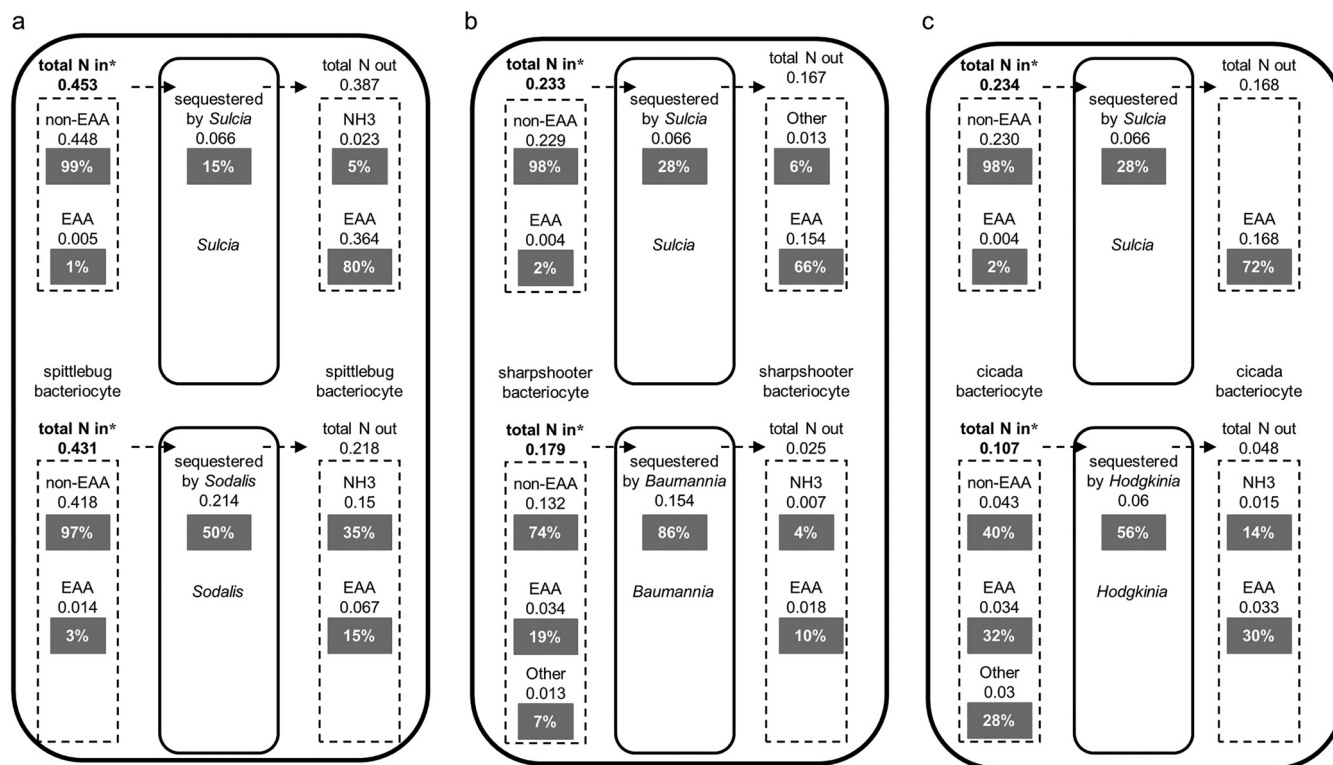 a
total N in*
0.453
non-EAA
0.448
99%
EAA
0.005
1%
sequestered
by Sulcia
0.066
15%
Sulcia
total N out
0.387
NH3
0.023
5%
EAA
0.364
80%
spittlebug
bacteriocyte
spittlebug
bacteriocyte
total N in*
0.431
non-EAA
0.418
97%
EAA
0.014
3%
sequestered
by Sodalis
0.214
50%
Sodalis
total N out
0.218
NH3
0.15
35%
EAA
0.067
15%
b
total N in*
0.233
non-EAA
0.229
98%
EAA
0.004
2%
sequestered
by Sulcia
0.066
28%
Sulcia
total N out
0.167
Other
0.013
6%
EAA
0.154
66%
sharpshooter
bacteriocyte
sharpshooter
bacteriocyte
total N in*
0.179
non-EAA
0.132
74%
EAA
0.034
19%
Other
0.013
7%
sequestered
by Baumannia
0.154
86%
Baumannia
total N out
0.025
NH3
0.007
4%
EAA
0.018
10%
c
total N in*
0.234
non-EAA
0.230
98%
EAA
0.004
2%
sequestered
by Sulcia
0.066
28%
Sulcia
total N out
0.168
EAA
0.168
72%
cicada
bacteriocyte
cicada
bacteriocyte
total N in*
0.107
non-EAA
0.043
40%
EAA
0.034
32%
Other
0.03
28%
sequestered
by Hodgkinia
0.06
56%
Hodgkinia
total N out
0.048
NH3
0.015
14%
EAA
0.033
30%